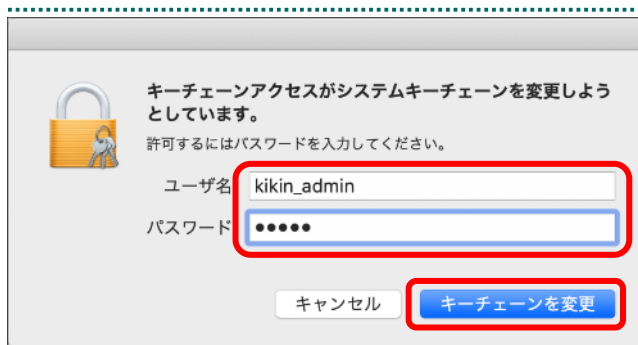 キーチェーンアクセスがシステムキーチェーンを変更しよう
としています。
許可するにはパスワードを入力してください。
ユーザ名 kikin_admin
パスワード ●●●●●
キャンセル キーチェーンを変更